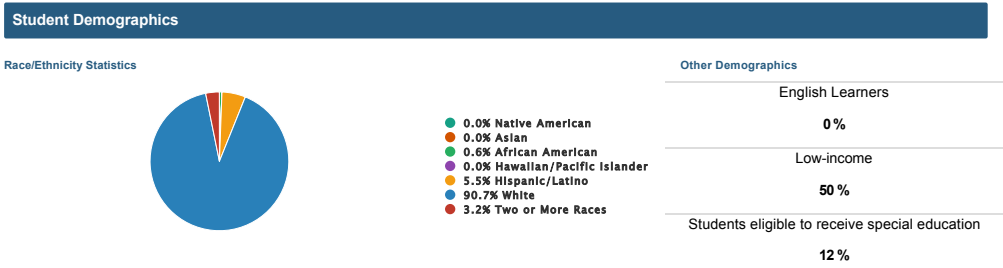 Student Demographics
Race/Ethnicity Statistics
0.0% Native American
0.0% Asian
0.6% African American
0.0% Hawaiian/Pacific Islander
5.5% Hispanic/Latino
90.7% White
3.2% Two or More Races
Other Demographics
English Learners
0 %
Low-income
50 %
Students eligible to receive special education
12 %